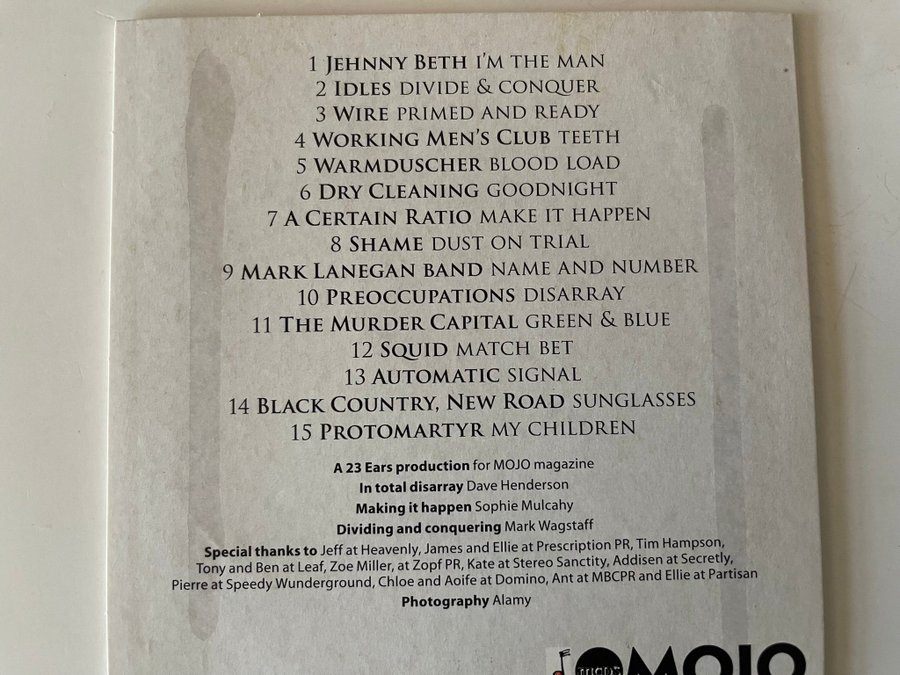 1 JEHNNY BETH I'M THE MAN
2 IDLES DIVIDE & CONQUER
3 WIRE PRIMED AND READY
4 WORKING MEN'S CLUB TEETH
5 WARMDUSCHER BLOOD LOAD
6 DRY CLEANING GOODNIGHT
7 A CERTAIN RATIO MAKE IT HAPPEN
8 SHAME DUST ON TRIAL
9 MARK LANEGAN BAND NAME AND NUMBER
10 PREOCCUPATIONS DISARRAY
11 THE MURDER CAPITAL GREEN & BLUE
12 SQUID MATCH BET
13 AUTOMATIC SIGNAL
14 BLACK COUNTRY, NEW ROAD SUNGLASSES
15 PROTOMARTYR MY CHILDREN
A 23 Ears production for MOJO magazine
In total disarray Dave Henderson
Making it happen Sophie Mulcahy
Dividing and conquering Mark Wagstaff
Special thanks to Jeff at Heavenly, James and Ellie at Prescription PR, Tim Hampson,
Tony and Ben at Leaf, Zoe Miller, at Zopf PR, Kate at Stereo Sanctity, Addisen at Secretly,
Pierre at Speedy Wunderground, Chloe and Aoife at Domino, Ant at MBCPR and Ellie at Partisan
Photography Alamy
MOJO